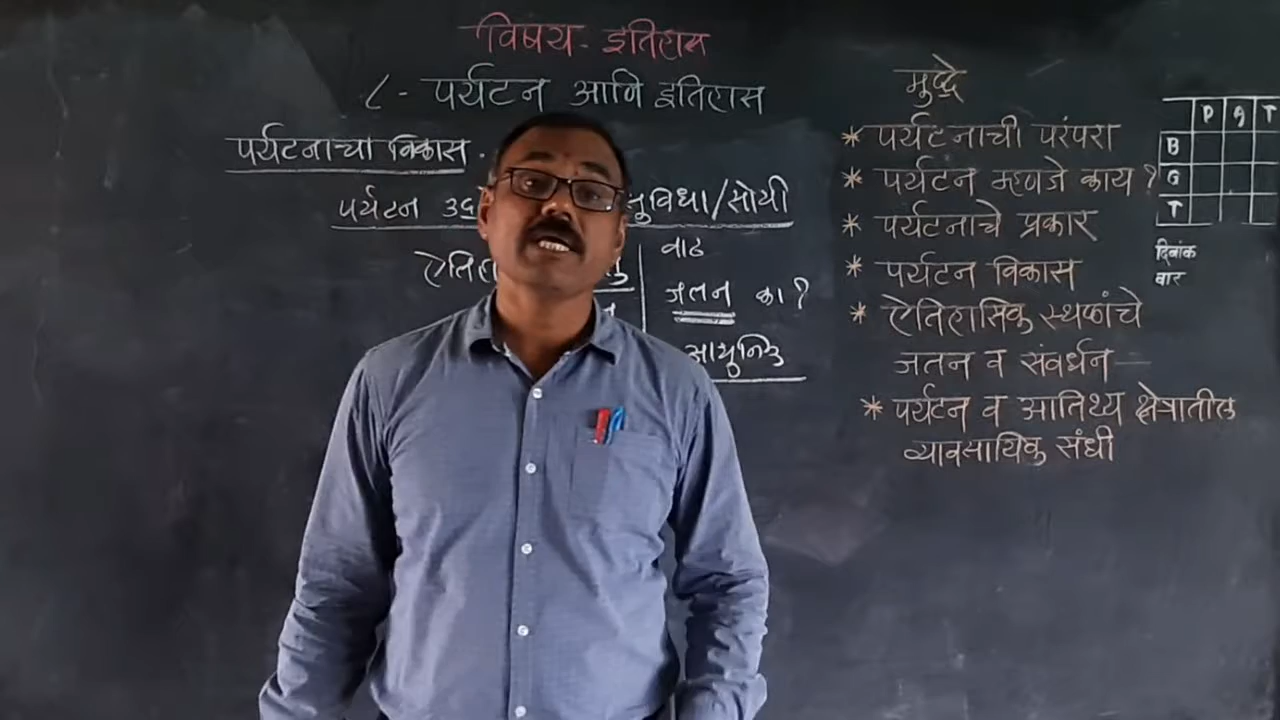 विषय - इतिहास
८ - पर्यटन आणि इतिहास
पर्यटनाचा विकास
पर्यटन
सुविधा/सोयी
वाढ
जतन का?
मुद्दे
* पर्यटनाची परंपरा
* पर्यटन म्हणजे काय?
* पर्यटनाचे प्रकार
* पर्यटन विकास
* ऐतिहासिक स्थळांचे
जतन व संवर्धन
* पर्यटन व आतिथ्य क्षेत्रातील
व्यावसायिक संधी
P A T
B
G
T
दिनांक
वार